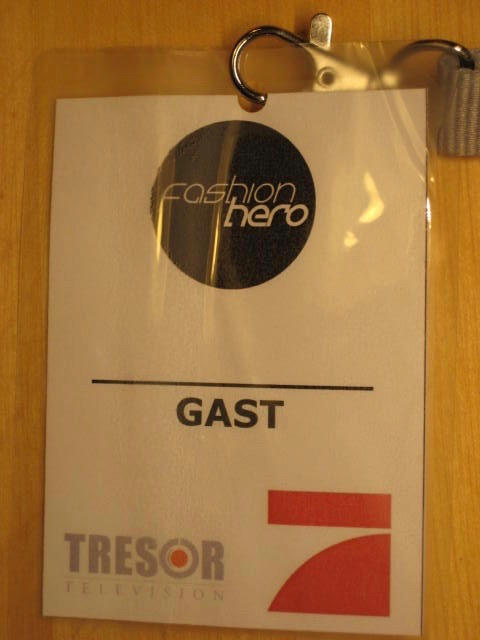 fashion
hero
GAST
TRESOR
TELEVISION